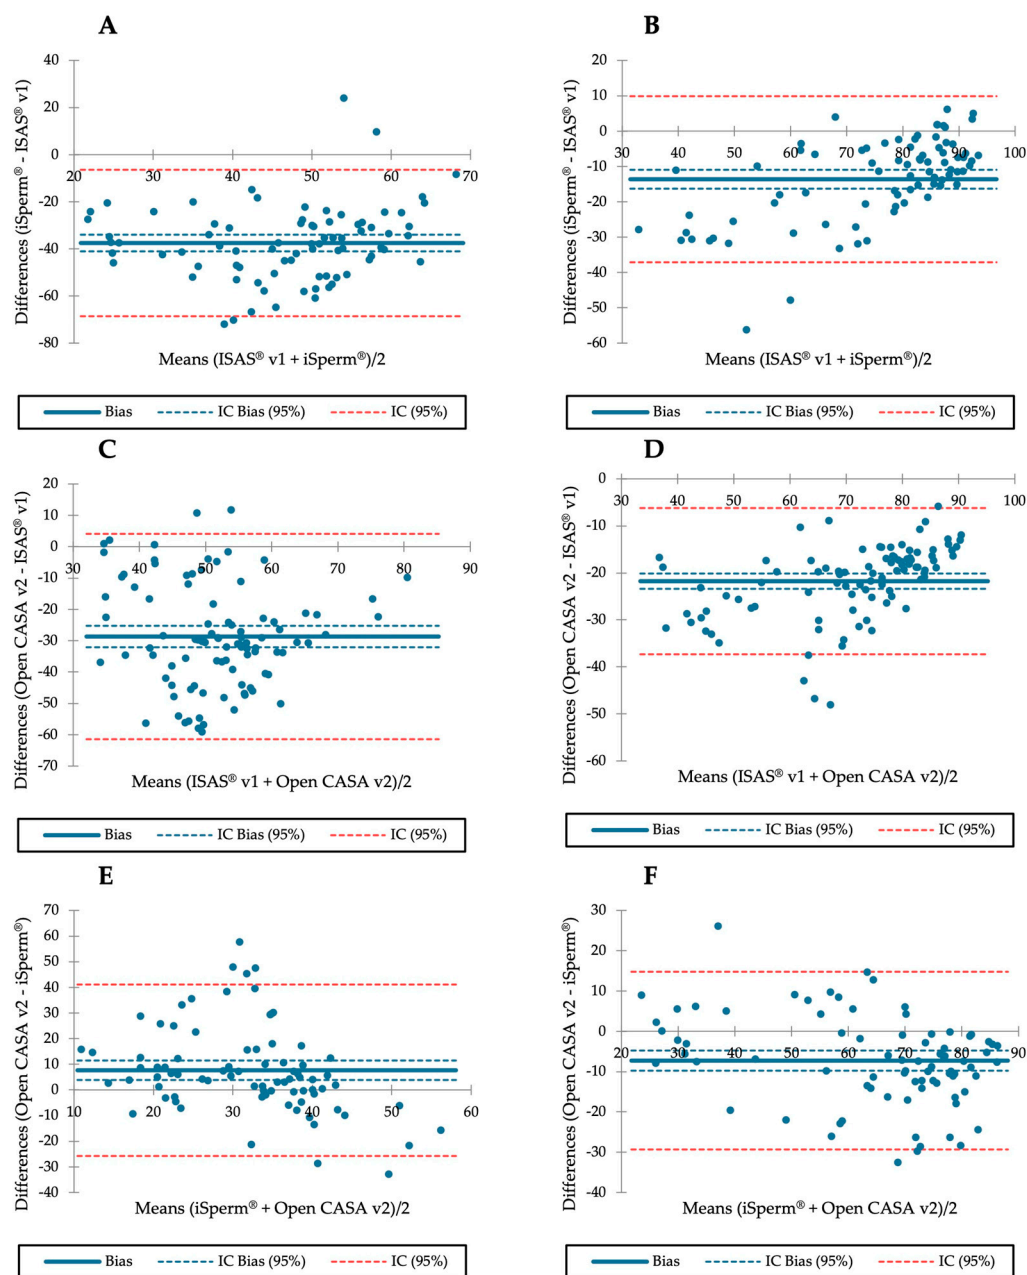 A
Differences (iSperm® - ISAS® v1)
40
20
0
-20
-40
-60
-80
20 30 40 50 60 70
Means (ISAS® v1 + iSperm®)/2
Bias IC Bias (95%) IC (95%)
B
Differences (iSperm® - ISAS® v1)
20
10
0
-10
-20
-30
-40
-50
-60
30 40 50 60 70 80 90 100
Means (ISAS® v1 + iSperm®)/2
Bias IC Bias (95%) IC (95%)
C
Differences (Open CASA v2 - ISAS® v1)
20
10
0
-10
-20
-30
-40
-50
-60
-70
30 40 50 60 70 80 90
Means (ISAS® v1 + Open CASA v2)/2
Bias IC Bias (95%) IC (95%)
D
Differences (Open CASA v2 - ISAS® v1)
0
-10
-20
-30
-40
-50
-60
30 40 50 60 70 80 90 100
Means (ISAS® v1 + Open CASA v2)/2
Bias IC Bias (95%) IC (95%)
E
Differences (Open CASA v2 - iSperm®)
70
60
50
40
30
20
10
0
-10
-20
-30
-40
10 20 30 40 50 60
Means (iSperm® + Open CASA v2)/2
Bias IC Bias (95%) IC (95%)
F
Differences (Open CASA v2 - iSperm®)
30
20
10
0
-10
-20
-30
-40
20 30 40 50 60 70 80 90
Means (iSperm® + Open CASA v2)/2
Bias IC Bias (95%) IC (95%)